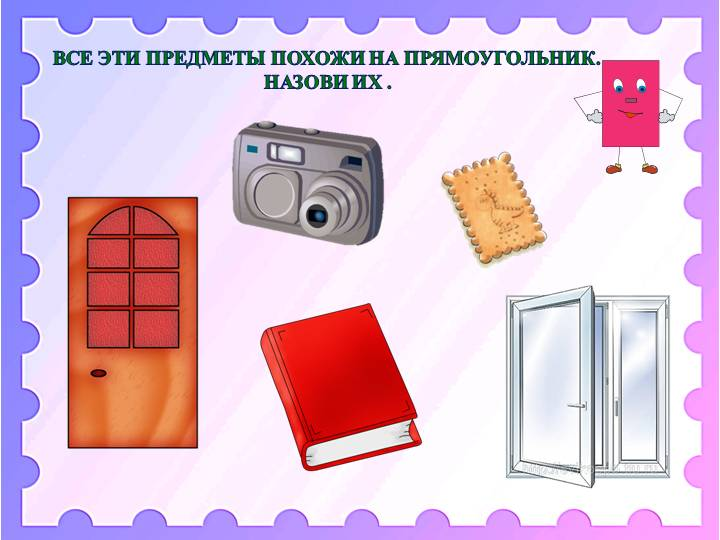 ВСЕ ЭТИ ПРЕДМЕТЫ ПОХОЖИ НА ПРЯМОУГОЛЬНИК.
НАЗОВИ ИХ .